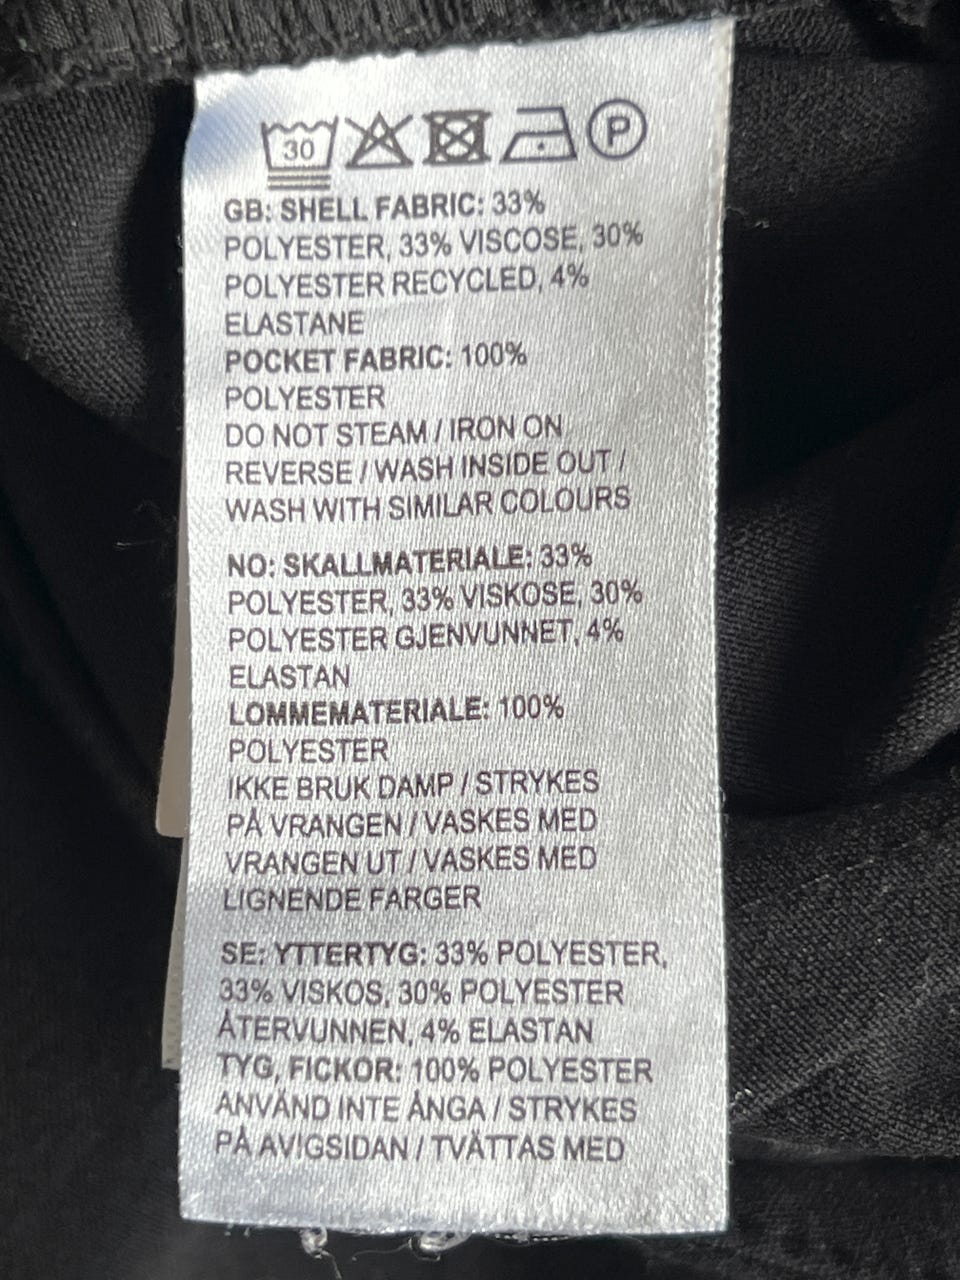 30 P
GB: SHELL FABRIC: 33%
POLYESTER, 33% VISCOSE, 30%
POLYESTER RECYCLED, 4%
ELASTANE
POCKET FABRIC: 100%
POLYESTER
DO NOT STEAM / IRON ON
REVERSE / WASH INSIDE OUT /
WASH WITH SIMILAR COLOURS
NO: SKALLMATERIALE: 33%
POLYESTER, 33% VISKOSE, 30%
POLYESTER GJENVUNNET, 4%
ELASTAN
LOMMEMATERIALE: 100%
POLYESTER
IKKE BRUK DAMP / STRYKES
PÅ VRANGEN / VASKES MED
VRANGEN UT / VASKES MED
LIGNENDE FARGER
SE: YTTERTYG: 33% POLYESTER,
33% VISKOS, 30% POLYESTER
ÅTERVUNNEN, 4% ELASTAN
TYG, FICKOR: 100% POLYESTER
ANVÄND INTE ÅNGA / STRYKES
PÅ AVIGSIDAN / TVÄTTAS MED